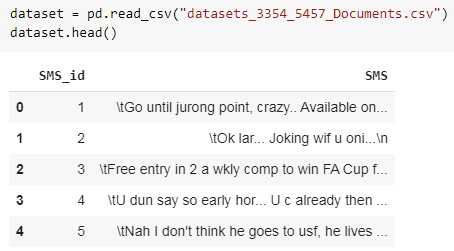 dataset = pd.read_csv("datasets_3354_5457_Documents.csv")
dataset.head()
SMS_id SMS
0 1 \tGo until jurong point, crazy.. Available on...
1 2 \tOk lar... Joking wif u oni...\n
2 3 \tFree entry in 2 a wkly comp to win FA Cup f...
3 4 \tU dun say so early hor... U c already then ...
4 5 \tNah I don't think he goes to usf, he lives ...